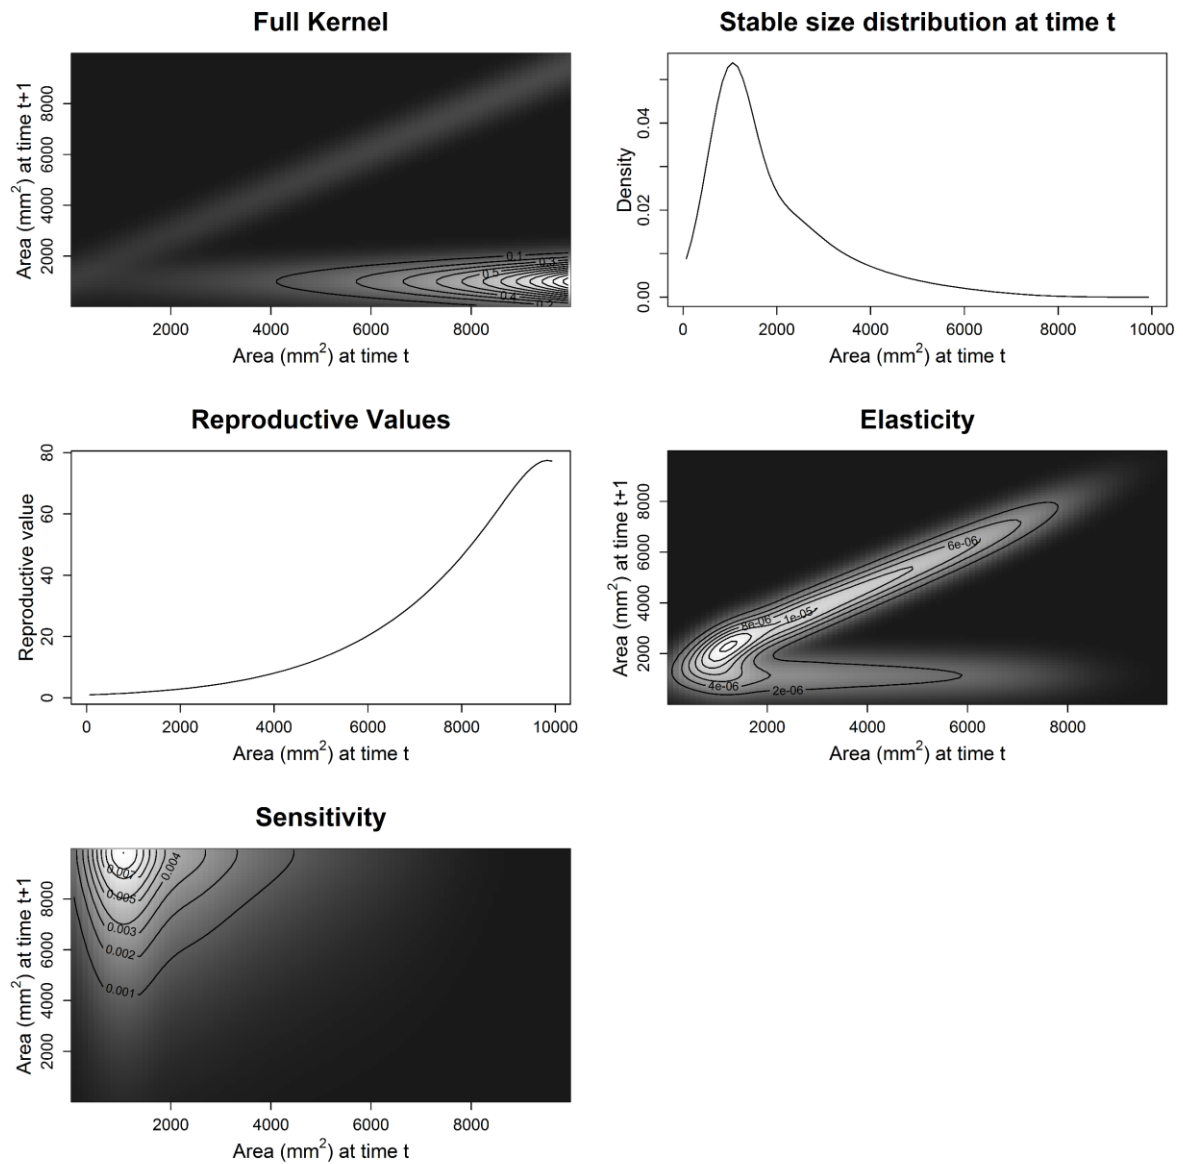 Full Kernel
Area (mm2) at time t+1
2000 4000 6000 8000
0.1
0.3
0.5
0.4
0.2
2000 4000 6000 8000
Area (mm2) at time t
Stable size distribution at time t
Density
0.00 0.02 0.04
0 2000 4000 6000 8000 10000
Area (mm2) at time t
Reproductive Values
Reproductive value
0 20 40 60 80
0 2000 4000 6000 8000 10000
Area (mm2) at time t
Elasticity
Area (mm2) at time t+1
2000 4000 6000 8000
6e-06
8e-06 1e-05
4e-06
2e-06
2000 4000 6000 8000
Area (mm2) at time t
Sensitivity
Area (mm2) at time t+1
2000 4000 6000 8000
0.007
0.004
0.005
0.003
0.002
0.001
2000 4000 6000 8000
Area (mm2) at time t